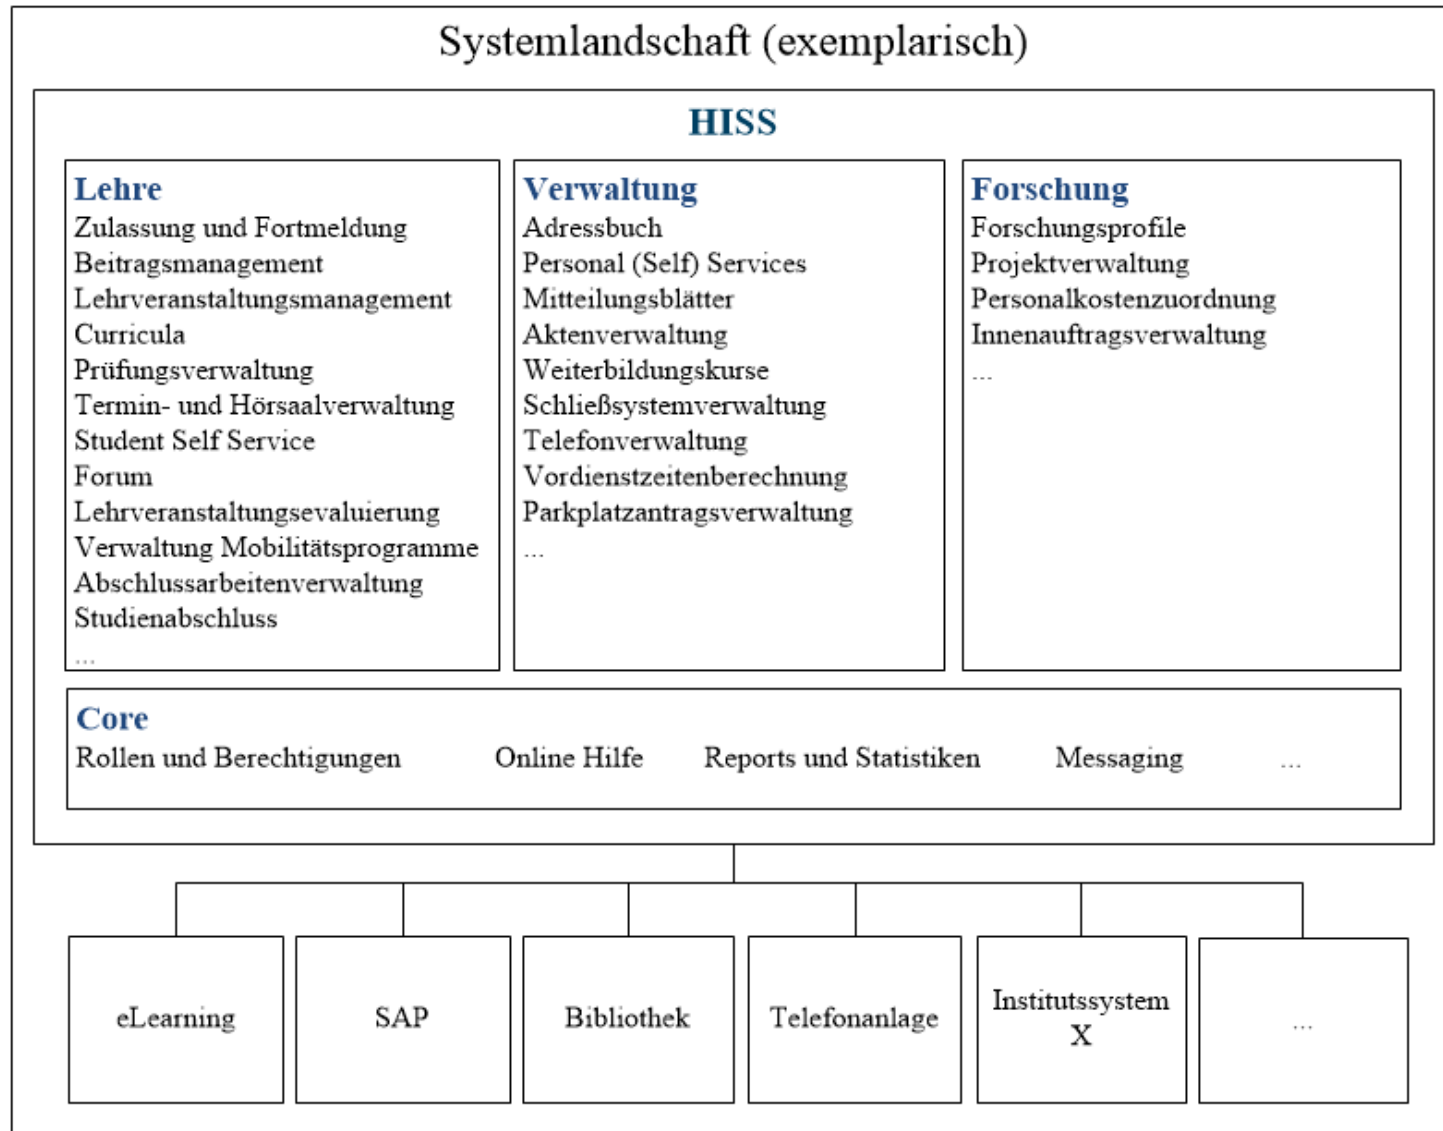 Systemlandschaft (exemplarisch)
HISS
Lehre
Zulassung und Fortmeldung
Beitragsmanagement
Lehrveranstaltungsmanagement
Curricula
Prüfungsverwaltung
Termin- und Hörsaalverwaltung
Student Self Service
Forum
Lehrveranstaltungsevaluierung
Verwaltung Mobilitätsprogramme
Abschlussarbeitenverwaltung
Studienabschluss
...
Verwaltung
Adressbuch
Personal (Self) Services
Mitteilungsblätter
Aktenverwaltung
Weiterbildungskurse
Schließsystemverwaltung
Telefonverwaltung
Vordienstzeitenberechnung
Parkplatzantragsverwaltung
...
Forschung
Forschungsprofile
Projektverwaltung
Personalkostenzuordnung
Innenauftragsverwaltung
...
Core
Rollen und Berechtigungen Online Hilfe Reports und Statistiken Messaging ...
eLearning
SAP
Bibliothek
Telefonanlage
Institutssystem
X
...